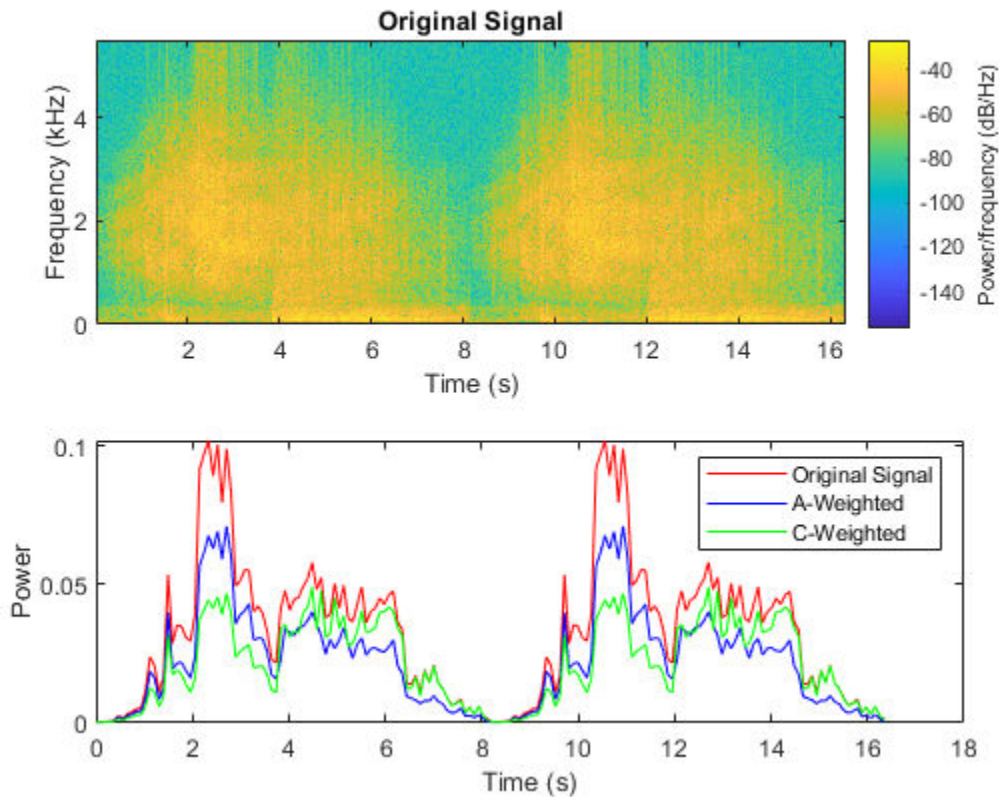 Original Signal
Frequency (kHz)
4
2
0
2 4 6 8 10 12 14 16
Time (s)
-40
-60
-80
-100
-120
-140
Power/frequency (dB/Hz)
Power
0.1
0.05
0
0 2 4 6 8 10 12 14 16 18
Time (s)
Original Signal
A-Weighted
C-Weighted